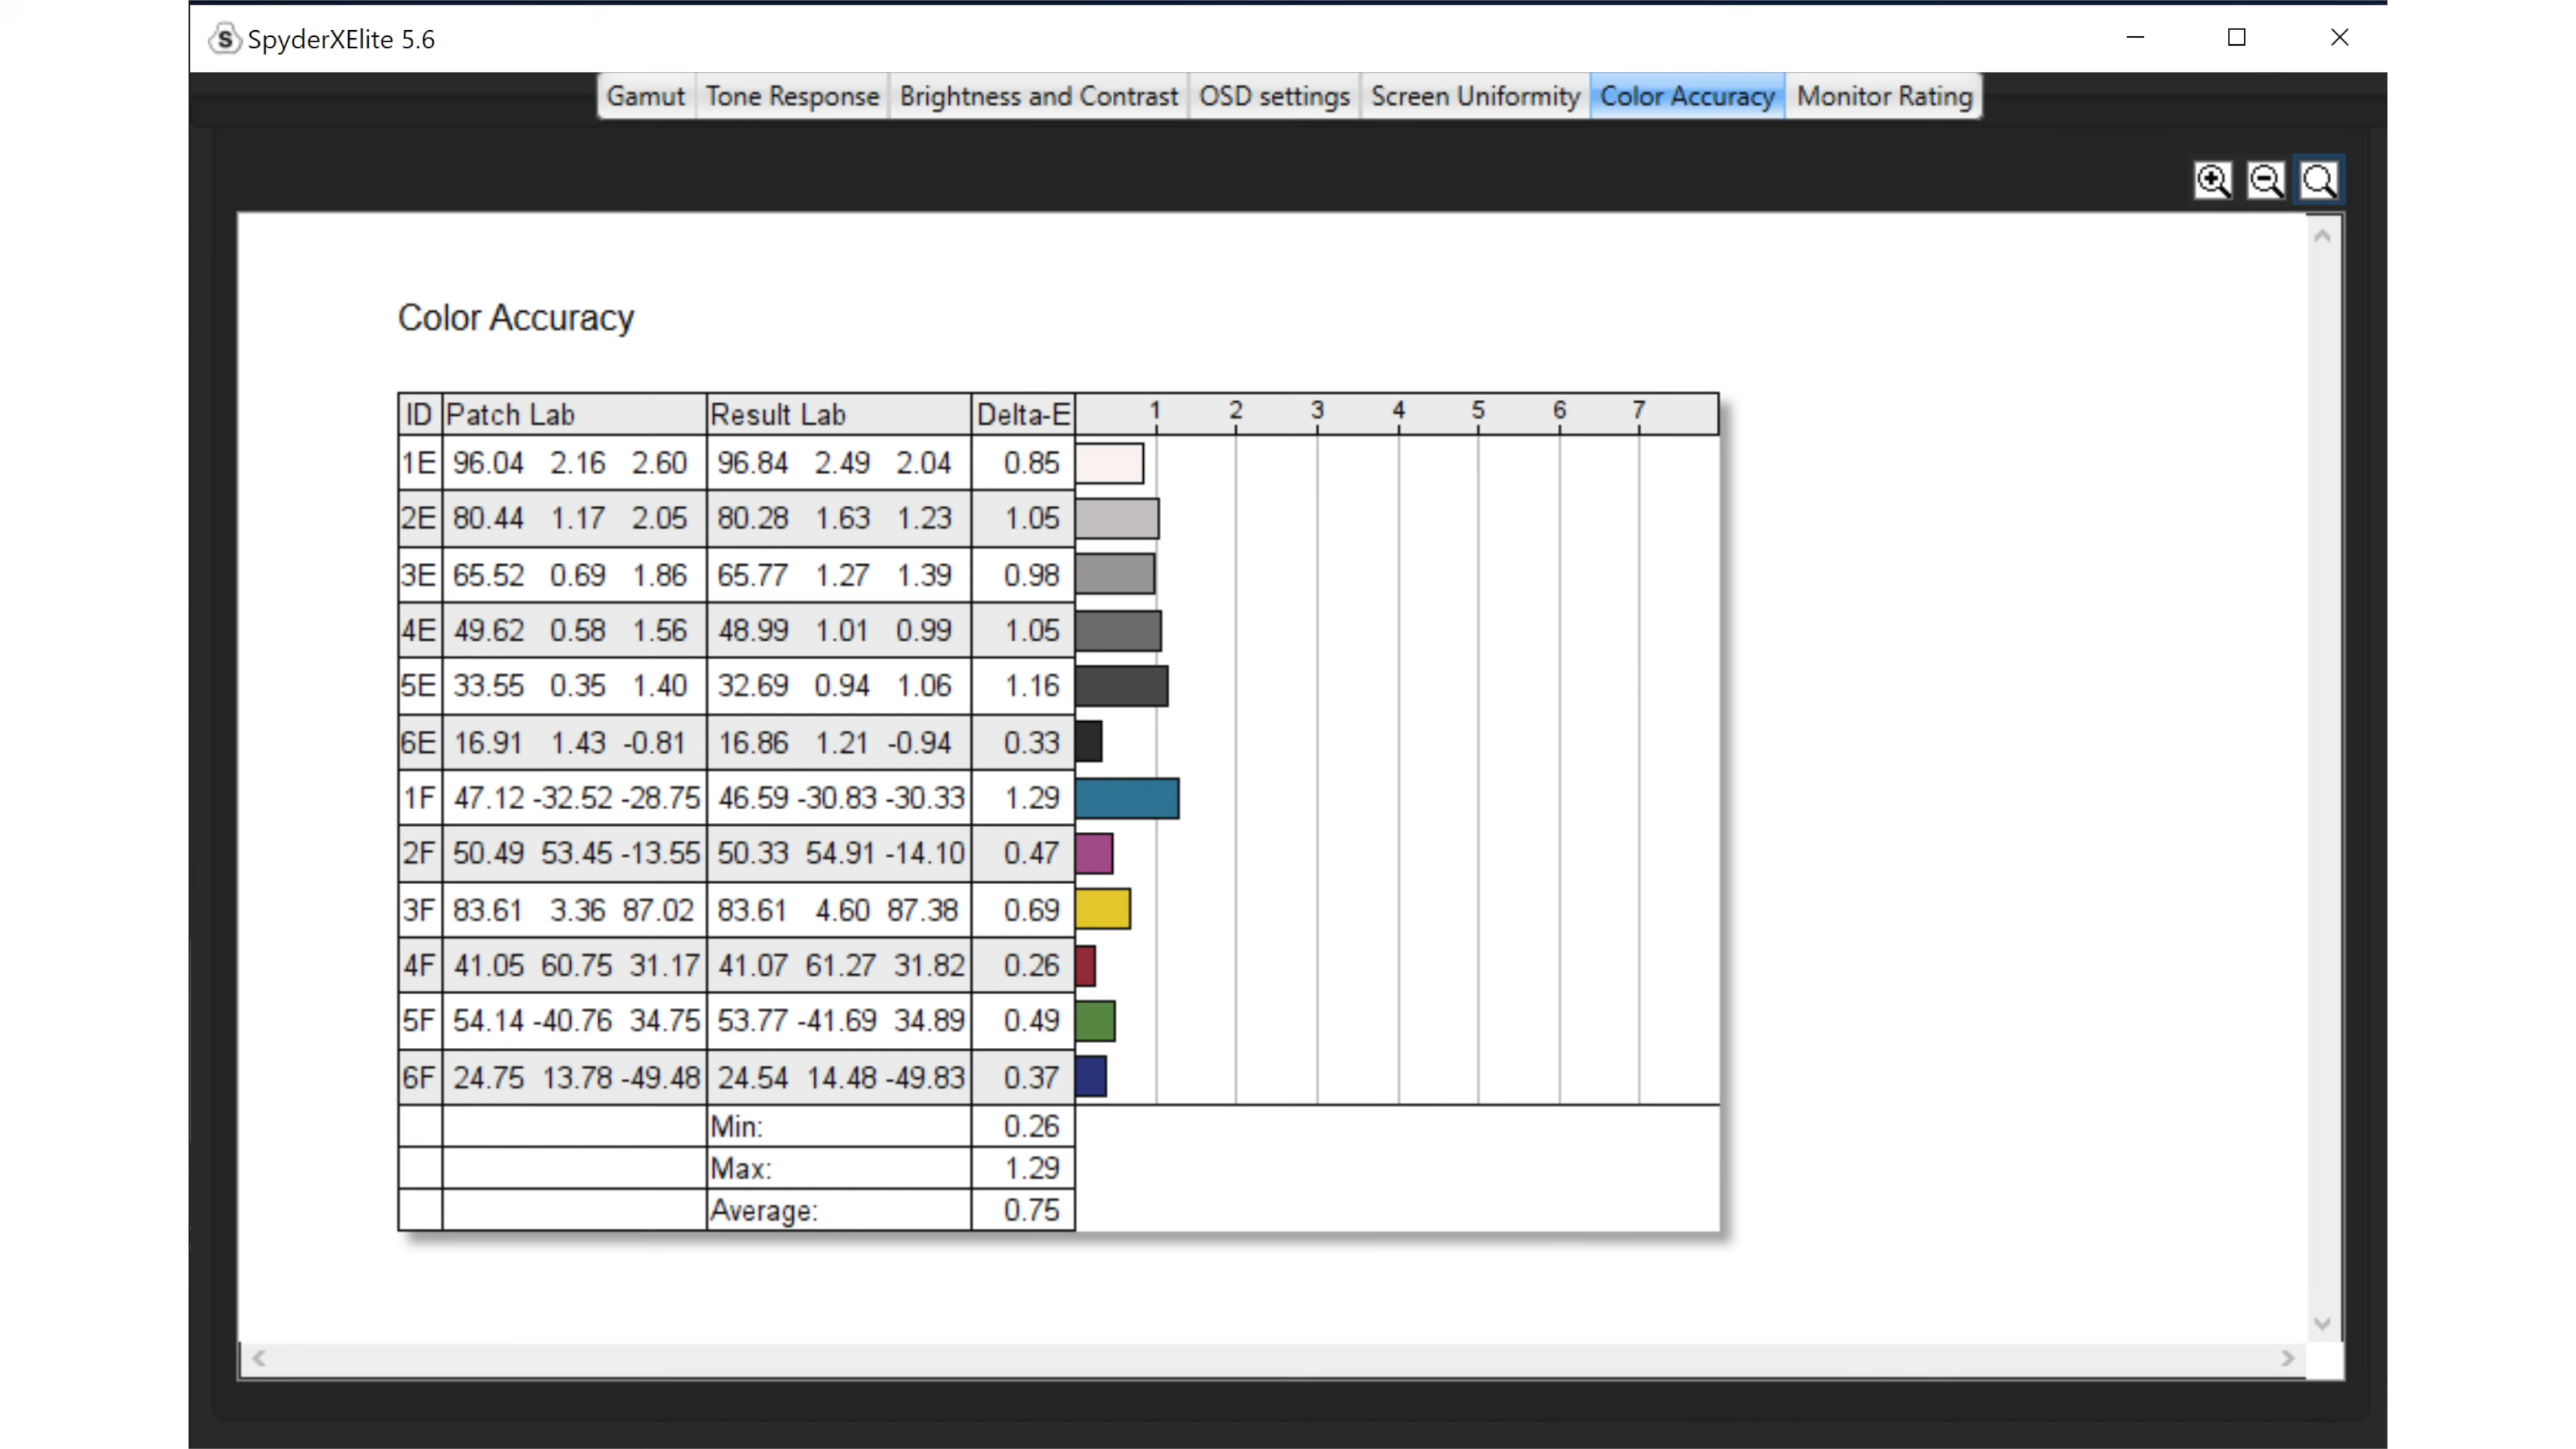 S SpyderXElite 5.6
Gamut Tone Response Brightness and Contrast OSD settings Screen Uniformity Color Accuracy Monitor Rating
Color Accuracy
ID Patch Lab Result Lab Delta-E 1 2 3 4 5 6 7
1E 96.04 2.16 2.60 96.84 2.49 2.04 0.85
2E 80.44 1.17 2.05 80.28 1.63 1.23 1.05
3E 65.52 0.69 1.86 65.77 1.27 1.39 0.98
4E 49.62 0.58 1.56 48.99 1.01 0.99 1.05
5E 33.55 0.35 1.40 32.69 0.94 1.06 1.16
6E 16.91 1.43 -0.81 16.86 1.21 -0.94 0.33
1F 47.12 -32.52 -28.75 46.59 -30.83 -30.33 1.29
2F 50.49 53.45 -13.55 50.33 54.91 -14.10 0.47
3F 83.61 3.36 87.02 83.61 4.60 87.38 0.69
4F 41.05 60.75 31.17 41.07 61.27 31.82 0.26
5F 54.14 -40.76 34.75 53.77 -41.69 34.89 0.49
6F 24.75 13.78 -49.48 24.54 14.48 -49.83 0.37
Min: 0.26
Max: 1.29
Average: 0.75